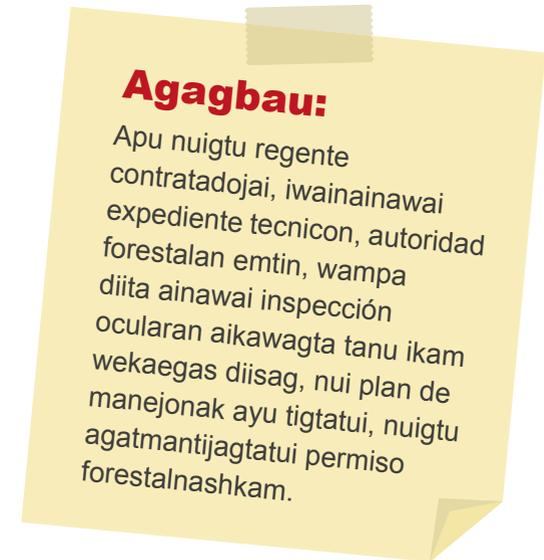 Agagbau:
Apu nuigtu regente
contratadojai, iwainainawai
expediente tecnicon, autoridad
forestalan emtin, wampa
diita ainawai inspección
ocularan aikawagta tanu ikam
wekaegas diisag, nui plan de
manejonak ayu tigtatui, nuigtu
agatmantijagtatui permiso
forestalnashkam.